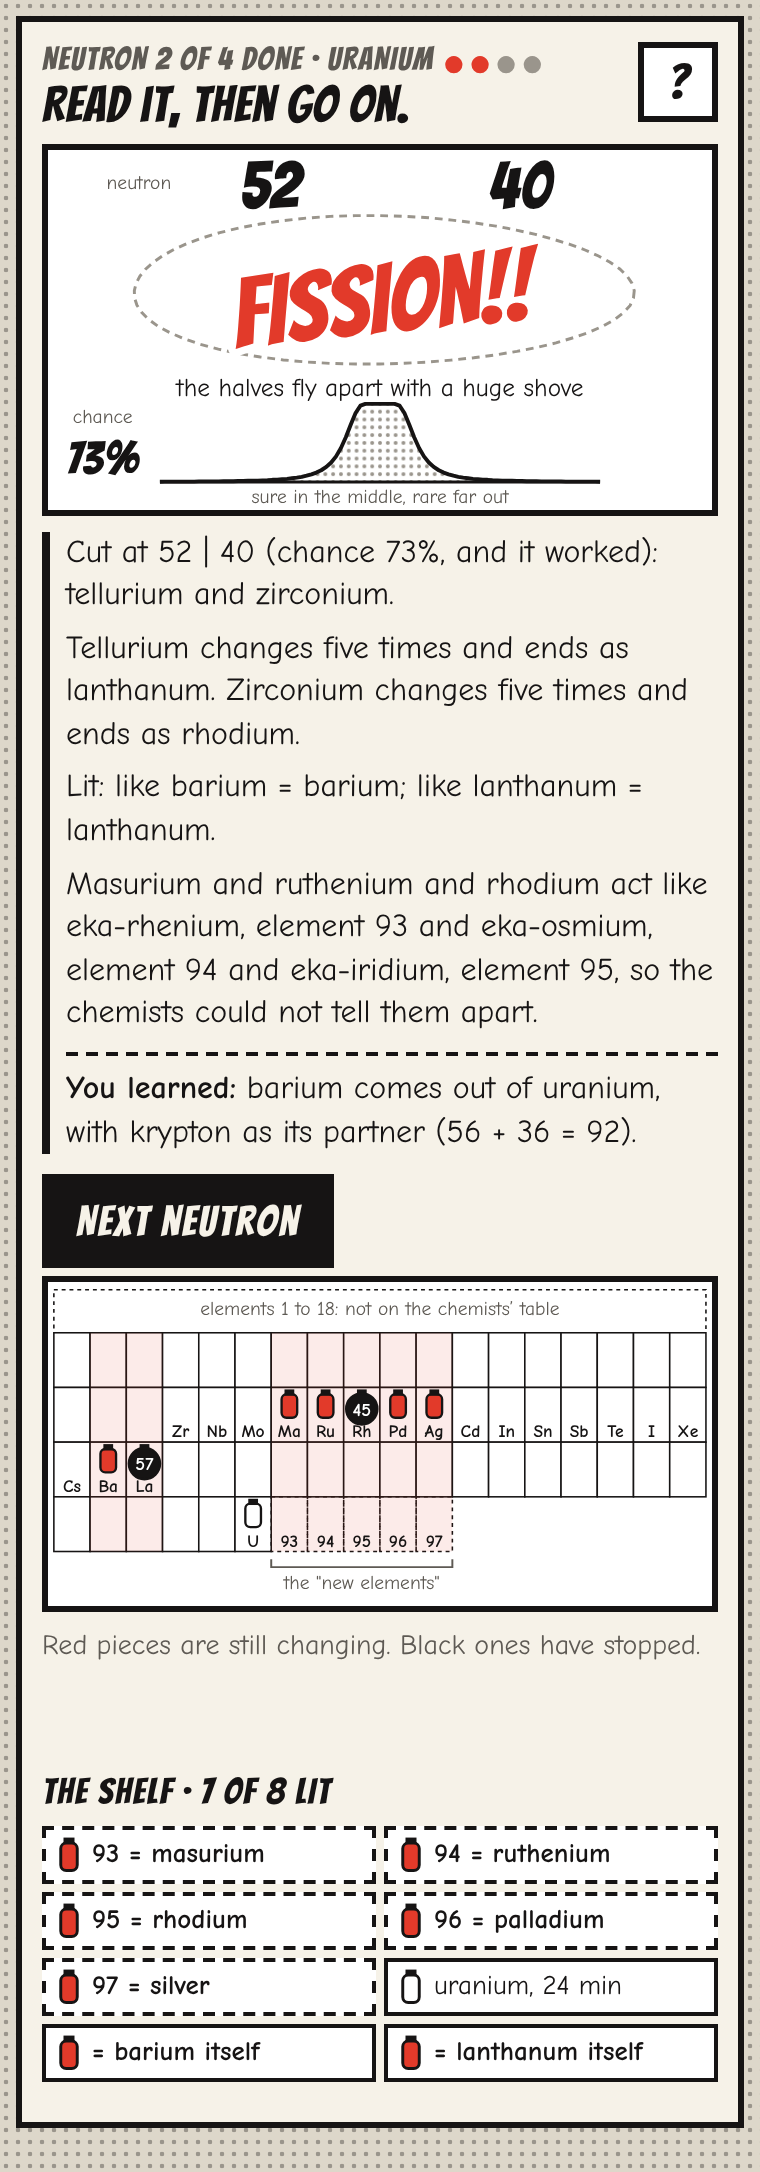 NEUTRON 2 OF 4 DONE · URANIUM
READ IT, THEN GO ON.
?
neutron 52 40
FISSION!!
the halves fly apart with a huge shove
chance
73%
sure in the middle, rare far out
Cut at 52 | 40 (chance 73%, and it worked):
tellurium and zirconium.
Tellurium changes five times and ends as
lanthanum. Zirconium changes five times and
ends as rhodium.
Lit: like barium = barium; like lanthanum =
lanthanum.
Masurium and ruthenium and rhodium act like
eka-rhenium, element 93 and eka-osmium,
element 94 and eka-iridium, element 95, so the
chemists could not tell them apart.
You learned: barium comes out of uranium,
with krypton as its partner (56 + 36 = 92).
NEXT NEUTRON
elements 1 to 18: not on the chemists' table
45
Zr Nb Mo Ma Ru Rh Pd Ag Cd In Sn Sb Te I Xe
57
Cs Ba La
U 93 94 95 96 97
the "new elements"
Red pieces are still changing. Black ones have stopped.
THE SHELF · 7 OF 8 LIT
93 = masurium
94 = ruthenium
95 = rhodium
96 = palladium
97 = silver
uranium, 24 min
= barium itself
= lanthanum itself